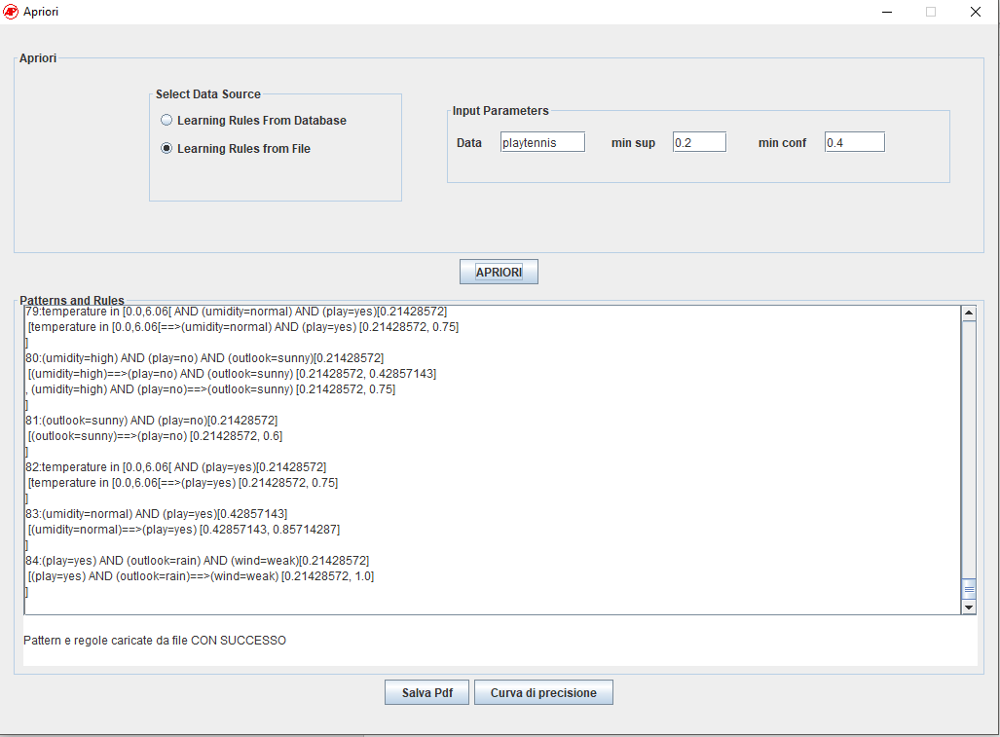 AP Apriori
Apriori
Select Data Source
Learning Rules From Database
Learning Rules from File
Input Parameters
Data playtennis min sup 0.2 min conf 0.4
APRIORI
Patterns and Rules
79:temperature in [0.0,6.06[ AND (umidity=normal) AND (play=yes)[0.21428572]
[temperature in [0.0,6.06[==>(umidity=normal) AND (play=yes) [0.21428572, 0.75]
]
80:(umidity=high) AND (play=no) AND (outlook=sunny)[0.21428572]
[(umidity=high)==>(play=no) AND (outlook=sunny) [0.21428572, 0.42857143]
, (umidity=high) AND (play=no)==>(outlook=sunny) [0.21428572, 0.75]
]
81:(outlook=sunny) AND (play=no)[0.21428572]
[(outlook=sunny)==>(play=no) [0.21428572, 0.6]
]
82:temperature in [0.0,6.06[ AND (play=yes)[0.21428572]
[temperature in [0.0,6.06[==>(play=yes) [0.21428572, 0.75]
]
83:(umidity=normal) AND (play=yes)[0.42857143]
[(umidity=normal)==>(play=yes) [0.42857143, 0.85714287]
]
84:(play=yes) AND (outlook=rain) AND (wind=weak)[0.21428572]
[(play=yes) AND (outlook=rain)==>(wind=weak) [0.21428572, 1.0]
]
Pattern e regole caricate da file CON SUCCESSO
Salva Pdf Curva di precisione